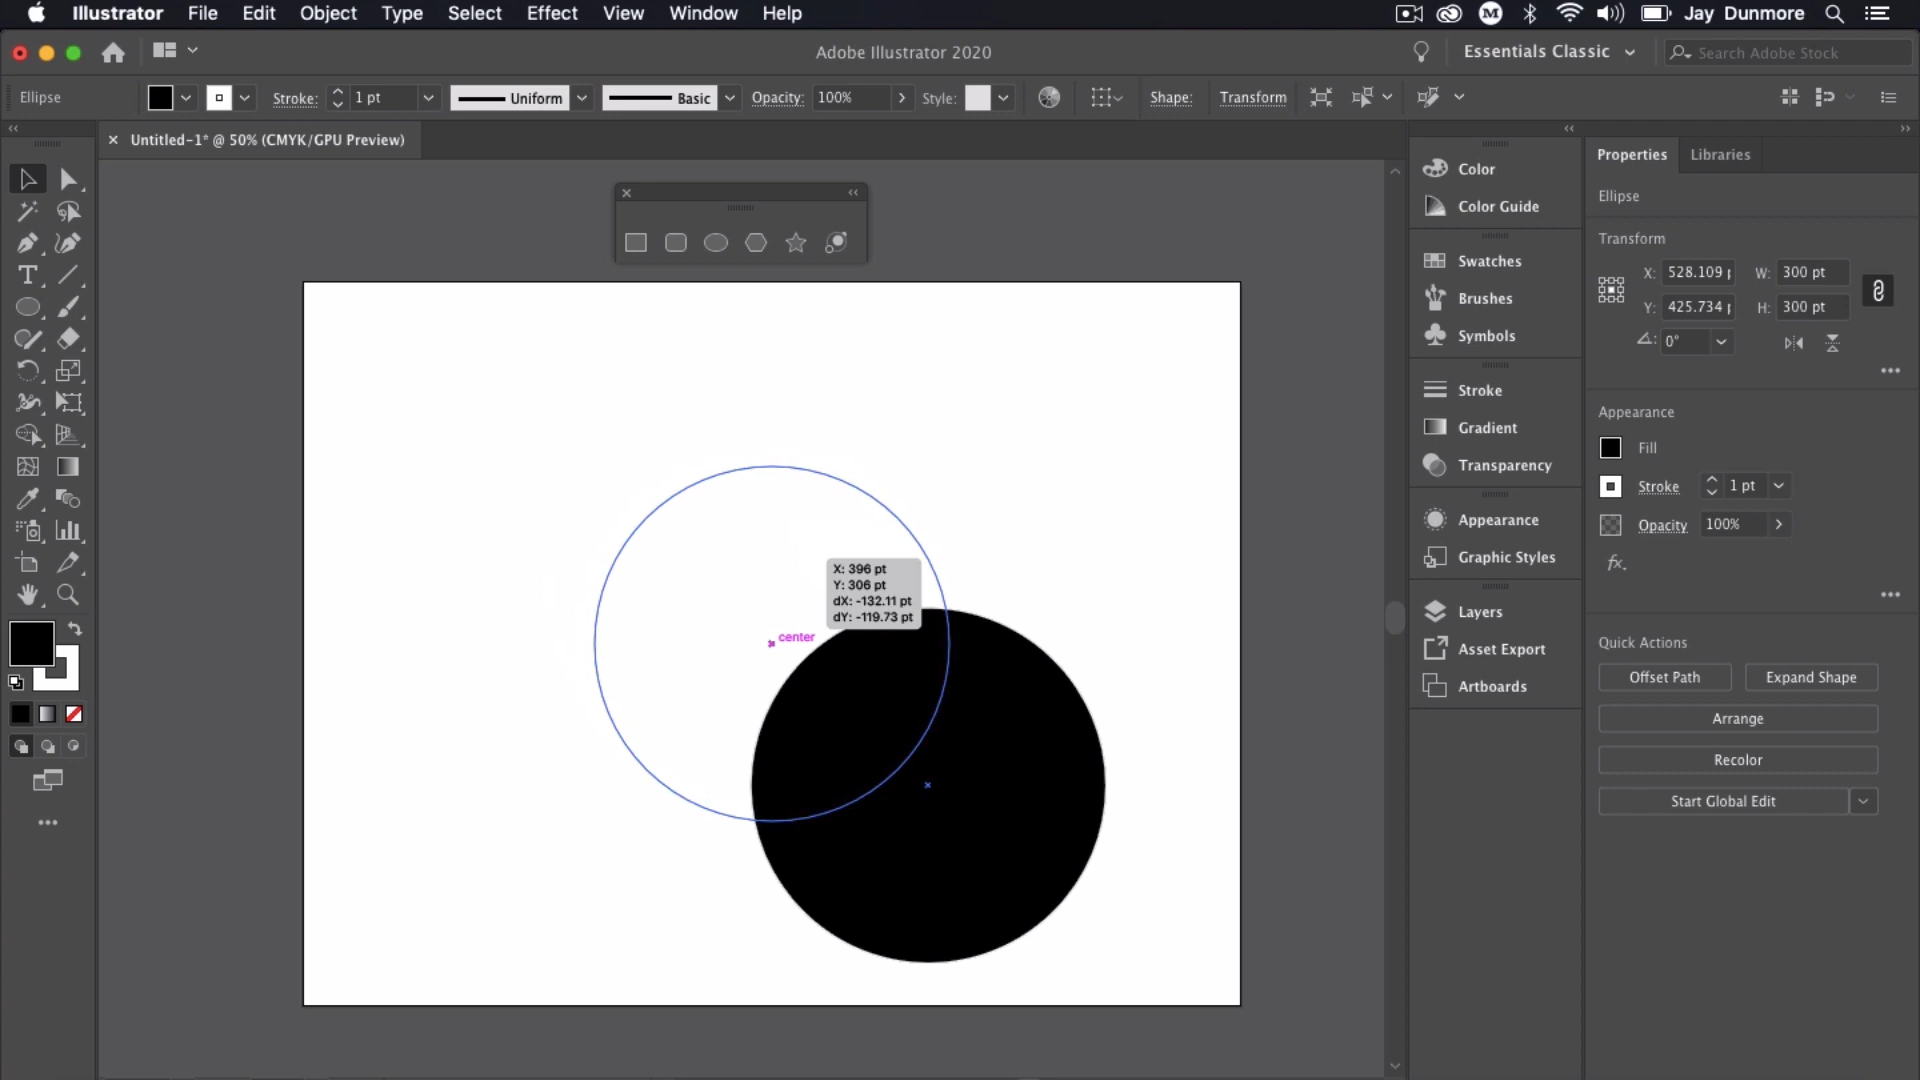 Illustrator File Edit Object Type Select Effect View Window Help Jay Dunmore
Adobe Illustrator 2020 Essentials Classic Search Adobe Stock
Ellipse Stroke: 1 pt Uniform Basic Opacity: 100% Style: Shape: Transform
× Untitled-1* @ 50% (CMYK/GPU Preview)
Color
Color Guide
Swatches
Brushes
Symbols
Stroke
Gradient
Transparency
Appearance
Graphic Styles
Layers
Asset Export
Artboards
X: 396 pt
Y: 306 pt
dX: -132.11 pt
dY: -119.73 pt
center
Properties Libraries
Ellipse
Transform
X: 528.109 W: 300 pt
Y: 425.734 H: 300 pt
0°
Appearance
Fill
Stroke 1 pt
Opacity 100%
fx.
Quick Actions
Offset Path Expand Shape
Arrange
Recolor
Start Global Edit